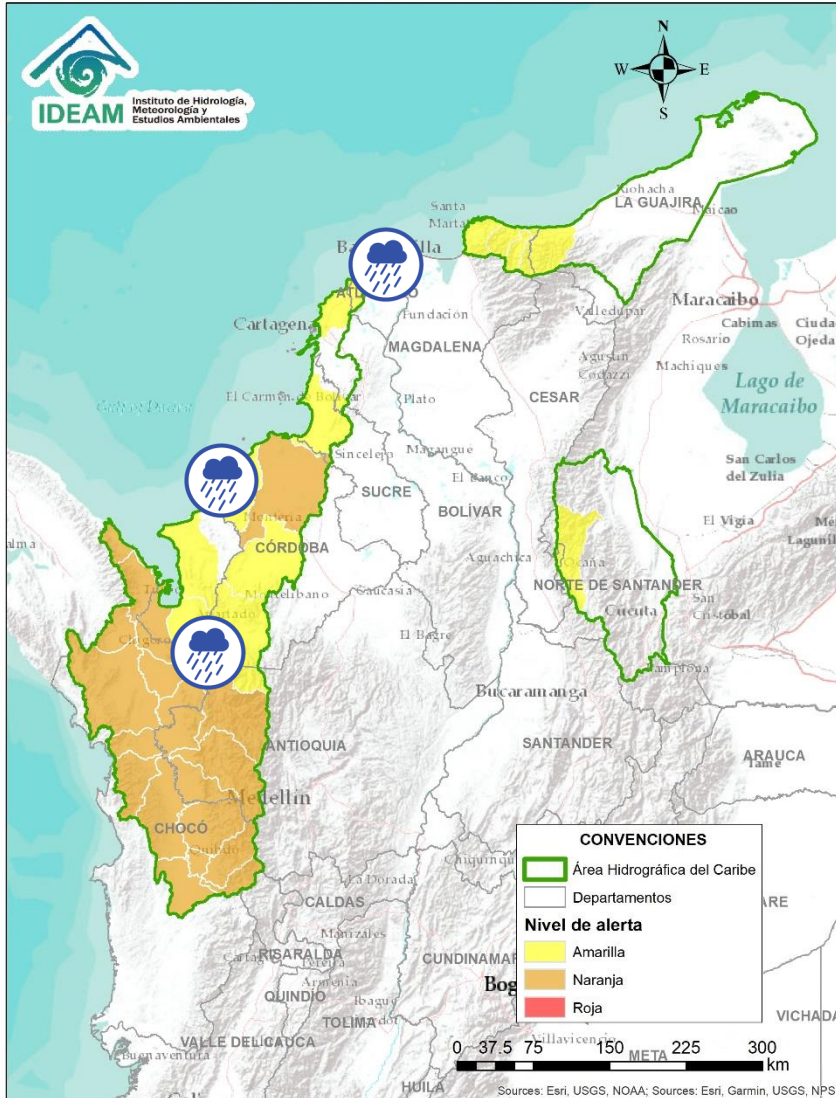 IDEAM
Instituto de Hidrología,
Meteorología y
Estudios Ambientales
N
W
E
S
Riohacha
LA GUAJIRA
Maicao
Santa
Marta
Cartagena
Fundación
Valledupar
Maracaibo
Cabimas
Ciudad
Ojeda
Rosario
Machiques
MAGDALENA
Agustín
Codazzi
CESAR
Lago de
Maracaibo
El Carmen de Bolívar
Plato
Sincelejo
Magangue
San Carlos
del Zulia
SUCRE
El Banco
BOLÍVAR
El Vigía
Montería
CÓRDOBA
Aguachica
Ocaña
NORTE DE SANTANDER
Montelíbano
Caucasia
Cucuta
San
Cristóbal
El Bagre
Bucaramanga
Pamplona
SANTANDER
ARAUCA
Tame
ANTIOQUIA
Medellín
CHOCÓ
Quibdó
La Dorada
CALDAS
Manizales
RISARALDA
Pereira
Armenia
QUINDÍO
Ibagué
TOLIMA
VALLE DEL CAUCA
Buenaventura
HUILA
Villavicencio
META
VICHADA
CONVENCIONES
Área Hidrográfica del Caribe
Departamentos
Nivel de alerta
Amarilla
Naranja
Roja
0 37.5 75 150 225 300
km
Sources: Esri, USGS, NOAA; Sources: Esri, Garmin, USGS, NPS